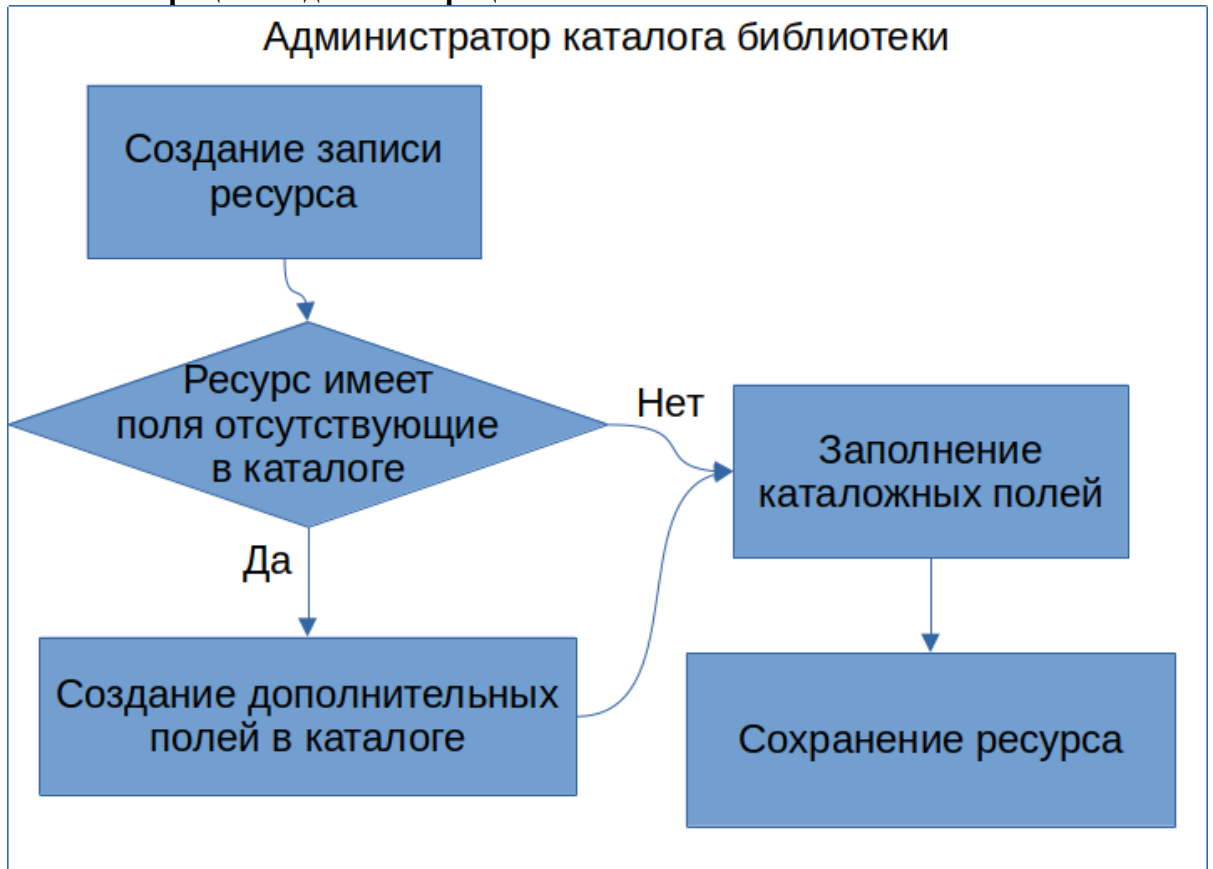 Администратор каталога библиотеки
Создание записи
ресурса
Ресурс имеет
поля отсутствующие
в каталоге
Нет
Заполнение
каталожных полей
Да
Создание дополнительных
полей в каталоге
Сохранение ресурса